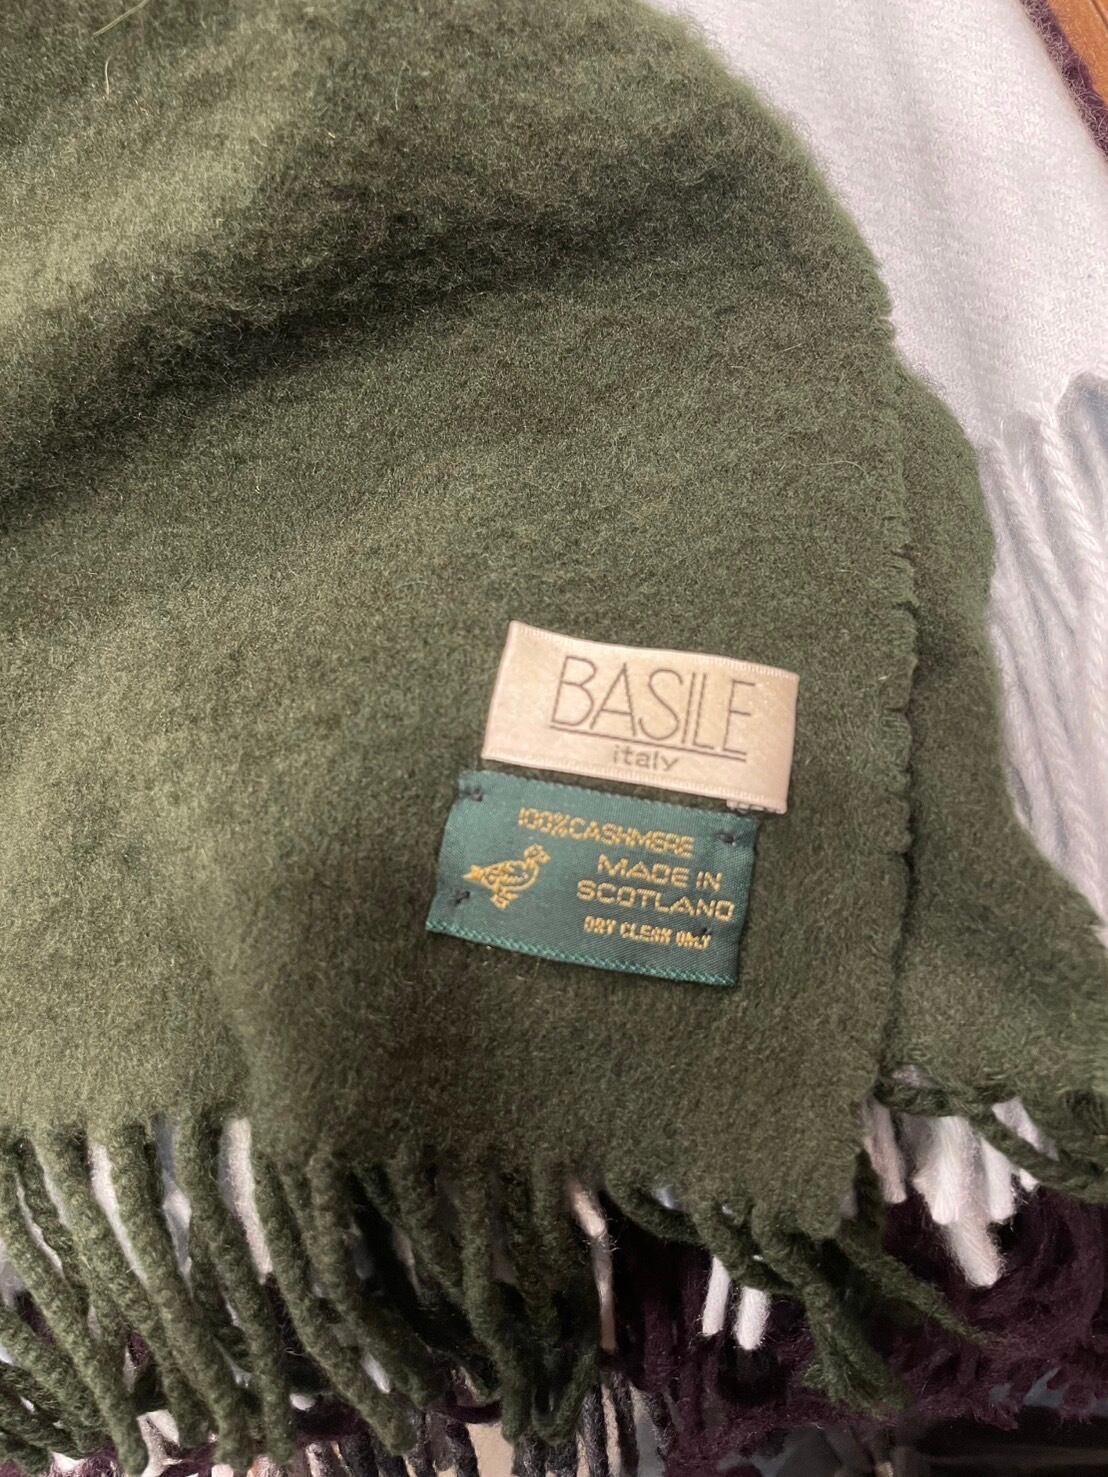 BASILE
italy
100%CASHMERE
MADE IN
SCOTLAND
DRY CLEAN ONLY